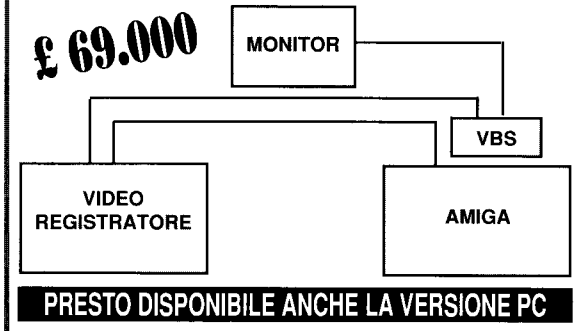 £ 69.000
MONITOR
VBS
VIDEO
REGISTRATORE
AMIGA
PRESTO DISPONIBILE ANCHE LA VERSIONE PC